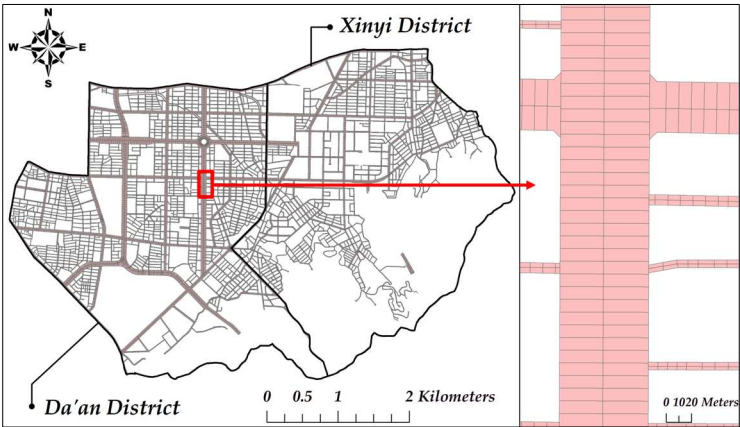 N
Xinyi District
W E
S
Da'an District
0 0.5 1 2 Kilometers
0 1020 Meters